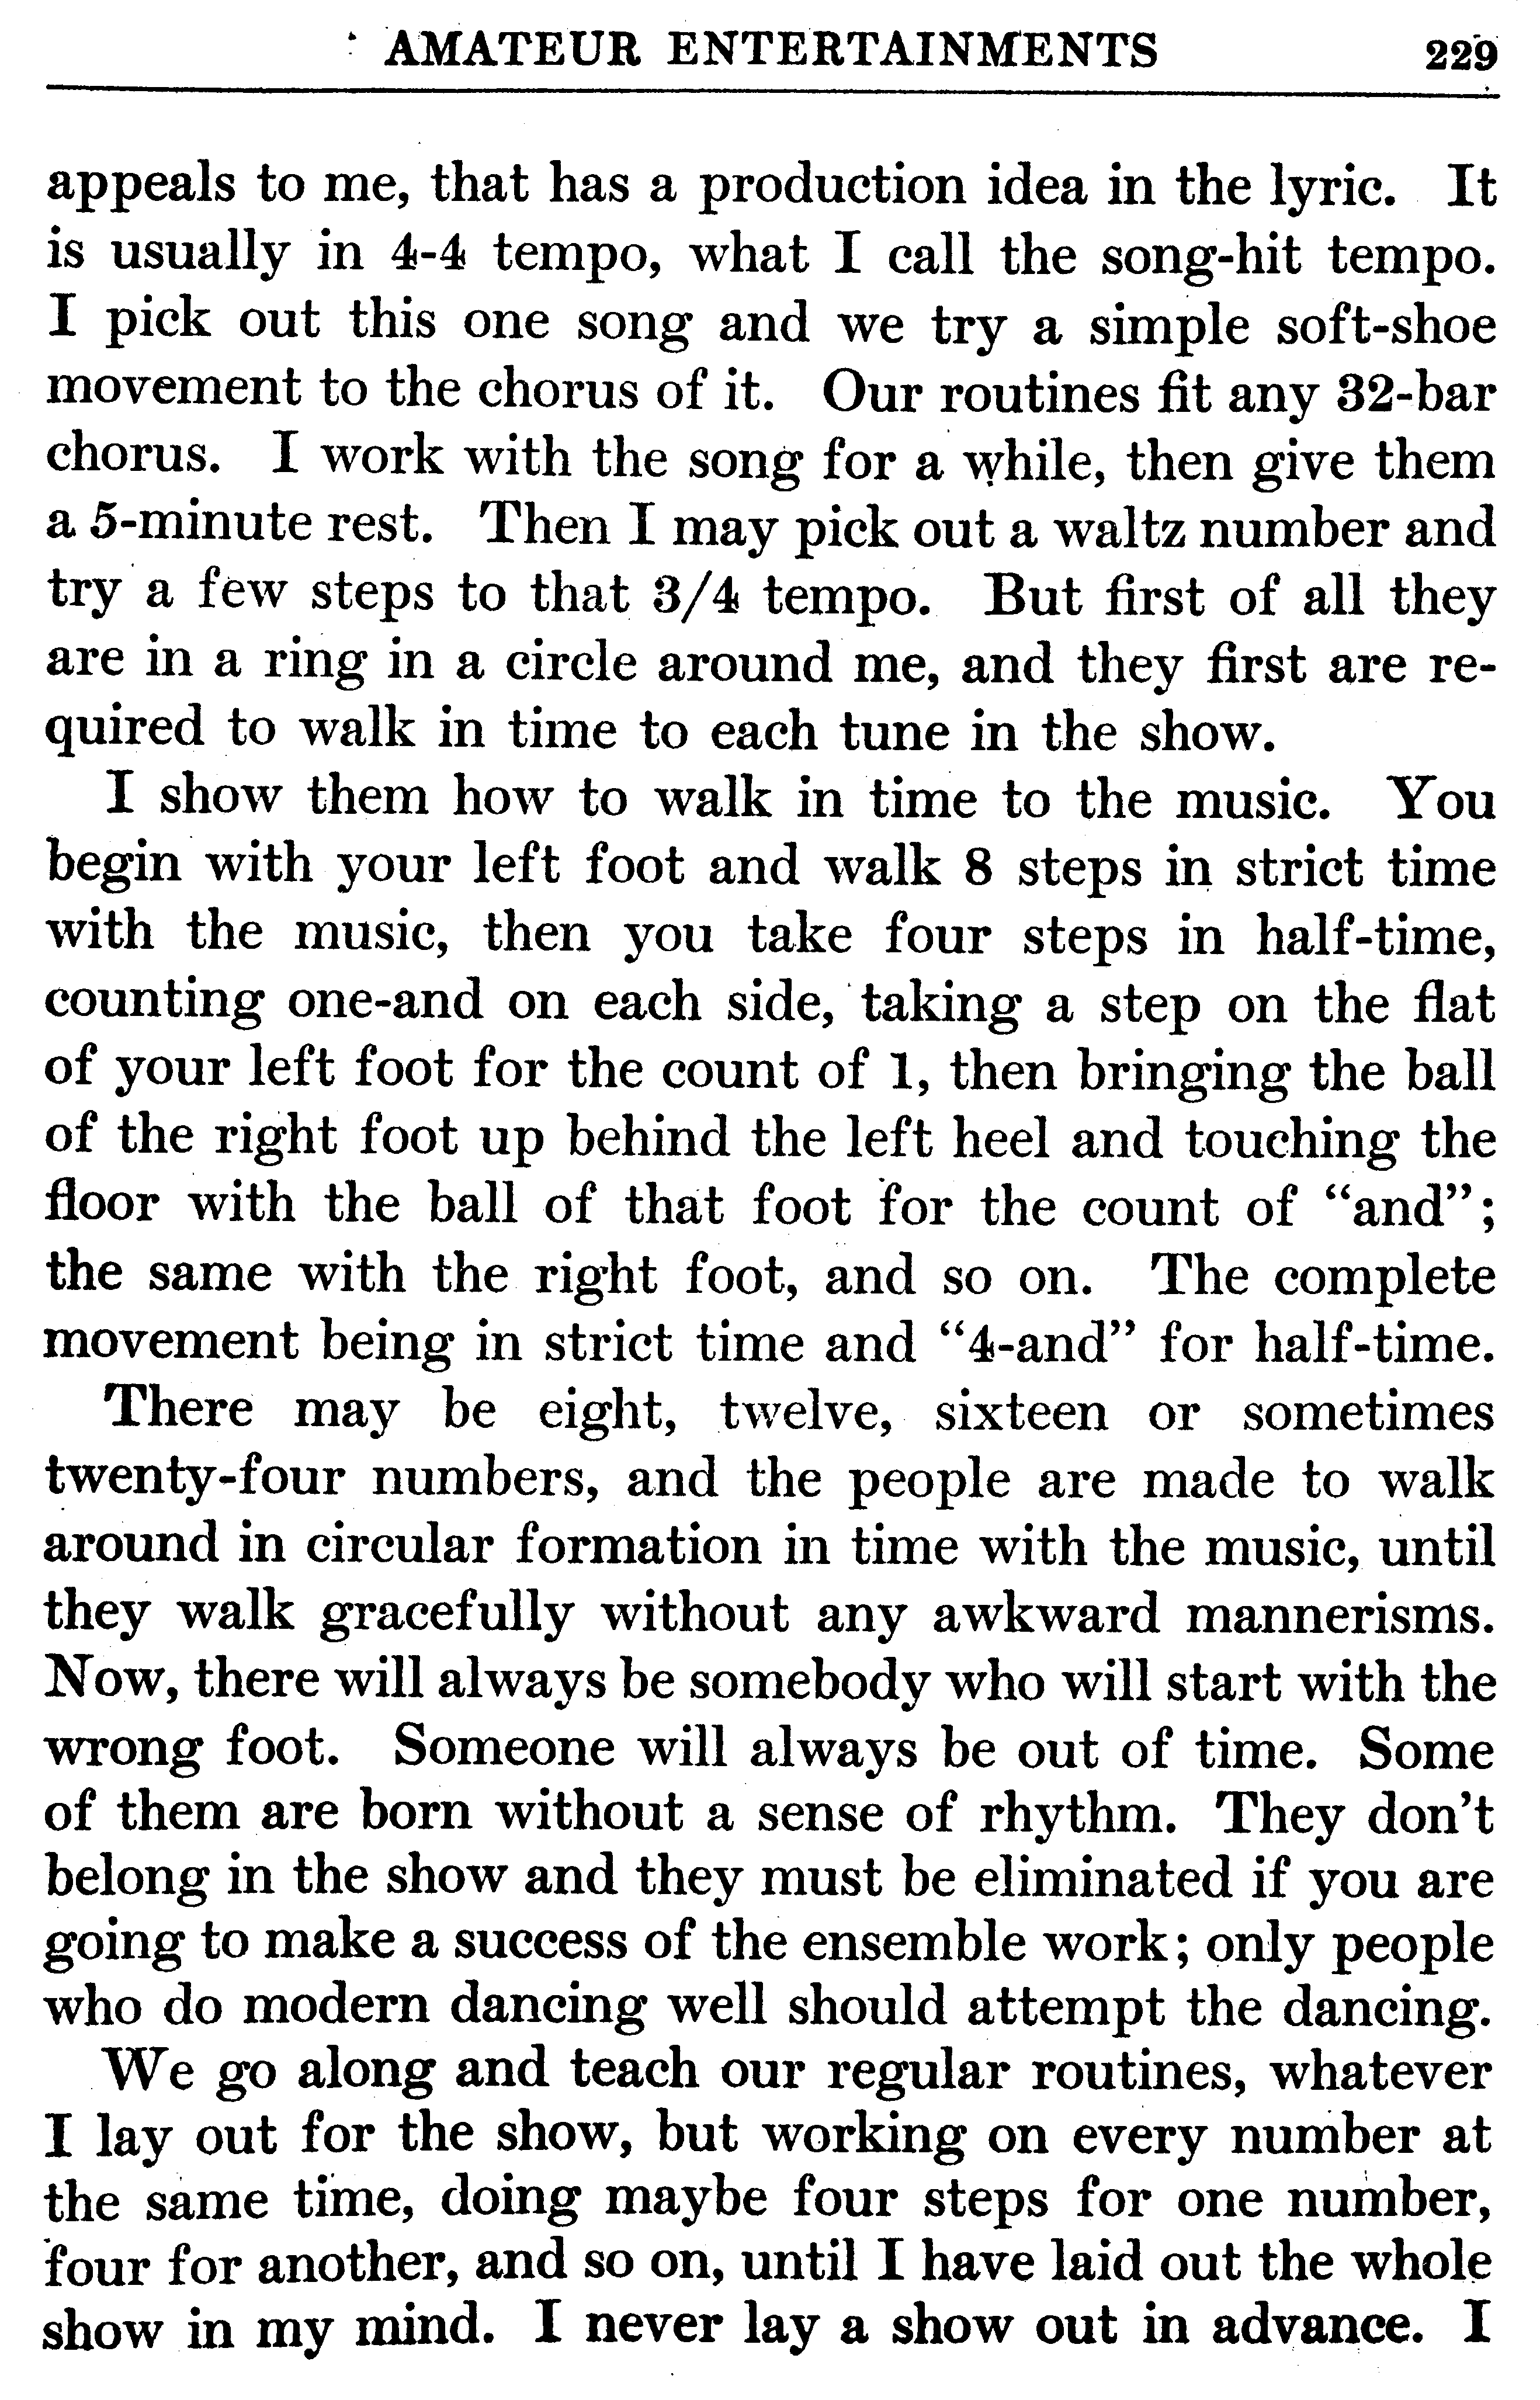 AMATEUR ENTERTAINMENTS 229
appeals to me, that has a production idea in the lyric. It
is usually in 4-4 tempo, what I call the song-hit tempo.
I pick out this one song and we try a simple soft-shoe
movement to the chorus of it. Our routines fit any 32-bar
chorus. I work with the song for a while, then give them
a 5-minute rest. Then I may pick out a waltz number and
try a few steps to that 3/4 tempo. But first of all they
are in a ring in a circle around me, and they first are re-
quired to walk in time to each tune in the show.
I show them how to walk in time to the music. You
begin with your left foot and walk 8 steps in strict time
with the music, then you take four steps in half-time,
counting one-and on each side, taking a step on the flat
of your left foot for the count of 1, then bringing the ball
of the right foot up behind the left heel and touching the
floor with the ball of that foot for the count of "and";
the same with the right foot, and so on. The complete
movement being in strict time and "4-and" for half-time.
There may be eight, twelve, sixteen or sometimes
twenty-four numbers, and the people are made to walk
around in circular formation in time with the music, until
they walk gracefully without any awkward mannerisms.
Now, there will always be somebody who will start with the
wrong foot. Someone will always be out of time. Some
of them are born without a sense of rhythm. They don't
belong in the show and they must be eliminated if you are
going to make a success of the ensemble work; only people
who do modern dancing well should attempt the dancing.
We go along and teach our regular routines, whatever
I lay out for the show, but working on every number at
the same time, doing maybe four steps for one number,
four for another, and so on, until I have laid out the whole
show in my mind. I never lay a show out in advance. I